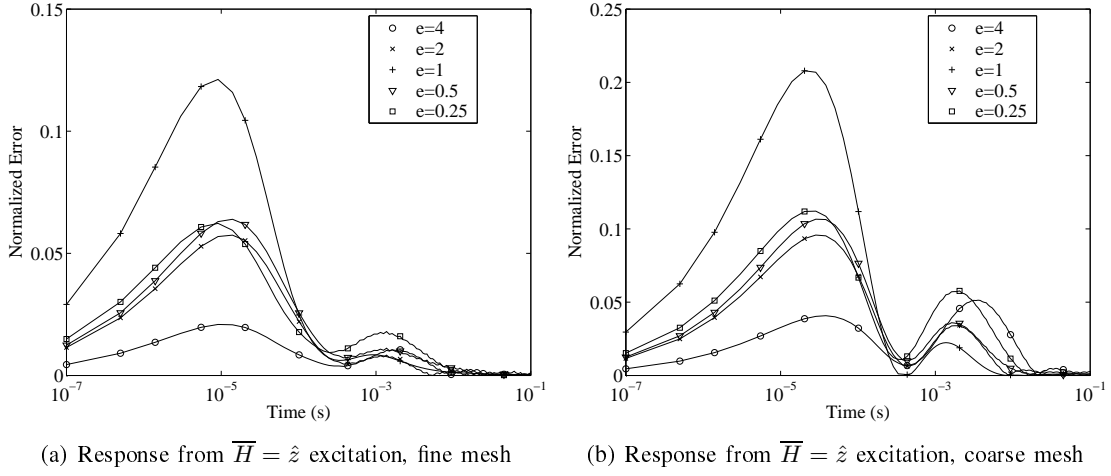 0.15
0.1
0.05
0
Normalized Error
10⁻⁷
10⁻⁵
10⁻³
10⁻¹
Time (s)
e=4
e=2
e=1
e=0.5
e=0.25
(a) Response from H̅ = ẑ excitation, fine mesh
0.25
0.2
0.15
0.1
0.05
0
Normalized Error
10⁻⁷
10⁻⁵
10⁻³
10⁻¹
Time (s)
e=4
e=2
e=1
e=0.5
e=0.25
(b) Response from H̅ = ẑ excitation, coarse mesh